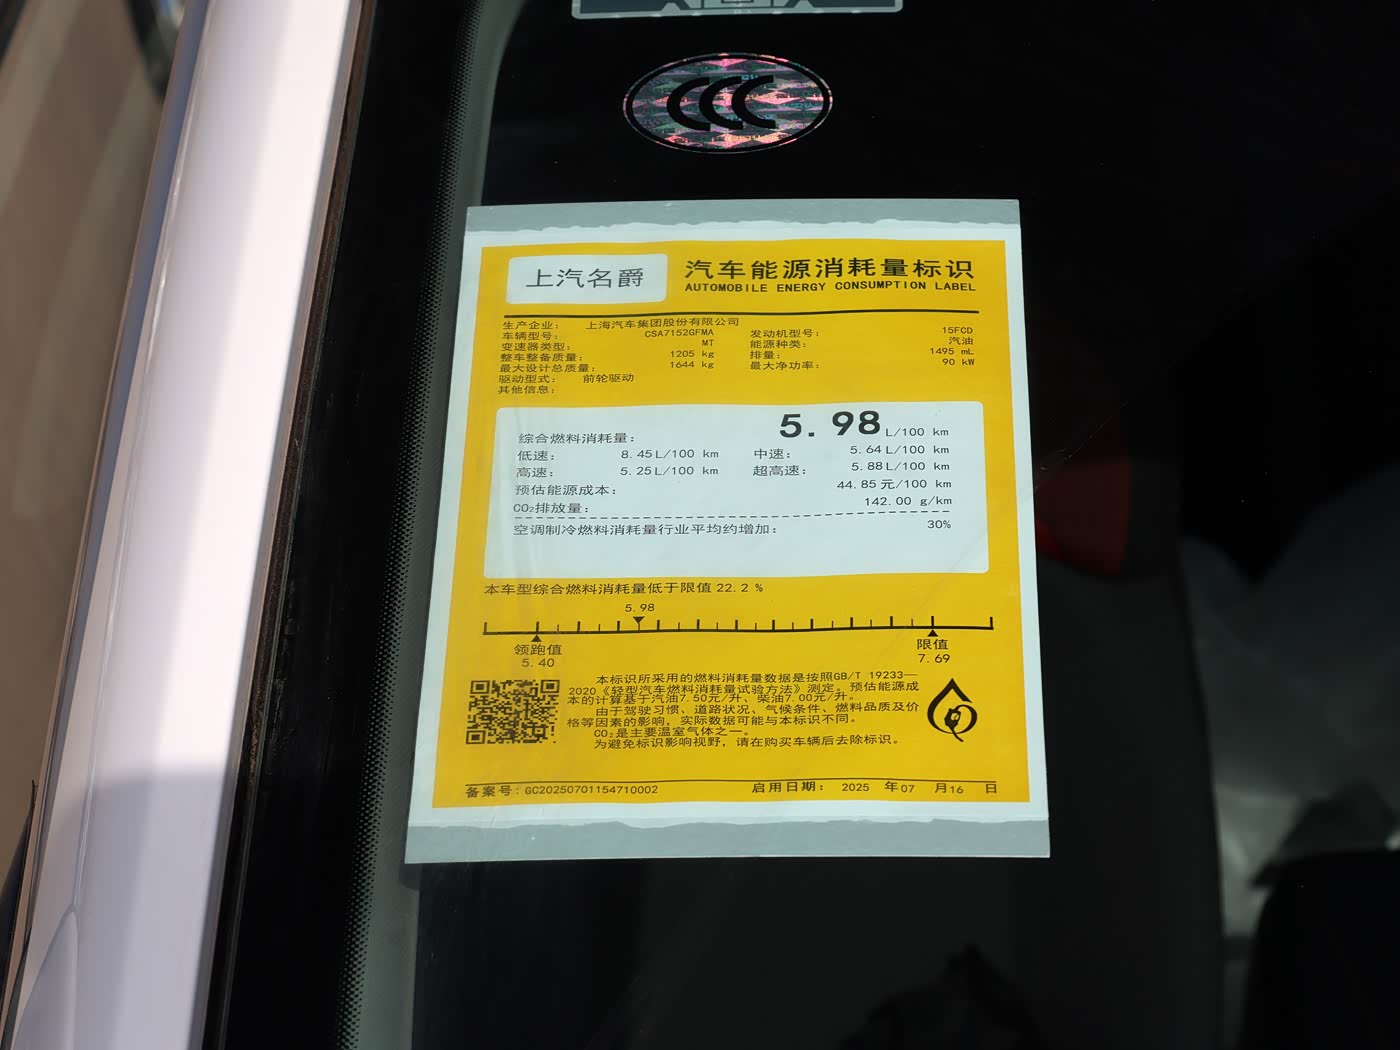 CCC
上汽名爵
汽车能源消耗量标识
AUTOMOBILE ENERGY CONSUMPTION LABEL
生产企业： 上海汽车集团股份有限公司
车辆型号： CSA7152GFMA 发动机型号： 15FCD
变速器类型： MT 能源种类： 汽油
整车整备质量： 1205 kg 排量： 1495 mL
最大设计总质量： 1644 kg 最大净功率： 90 kW
驱动型式： 前轮驱动
其他信息：
综合燃料消耗量： 5.98 L/100 km
低速： 8.45 L/100 km 中速： 5.64 L/100 km
高速： 5.25 L/100 km 超高速： 5.88 L/100 km
预估能源成本： 44.85 元/100 km
CO₂排放量： 142.00 g/km
空调制冷燃料消耗量行业平均约增加： 30%
本车型综合燃料消耗量低于限值 22.2 %
5.98
领跑值 限值
5.40 7.69
本标识所采用的燃料消耗量数据是按照GB/T 19233—
2020《轻型汽车燃料消耗量试验方法》测定。预估能源成
本的计算基于汽油7.50元/升、柴油7.00元/升。
由于驾驶习惯、道路状况、气候条件、燃料品质及价
格等因素的影响，实际数据可能与本标识不同。
CO₂是主要温室气体之一。
为避免标识影响视野，请在购买车辆后去除标识。
备案号：GC20250701154710002 启用日期： 2025 年 07 月 16 日